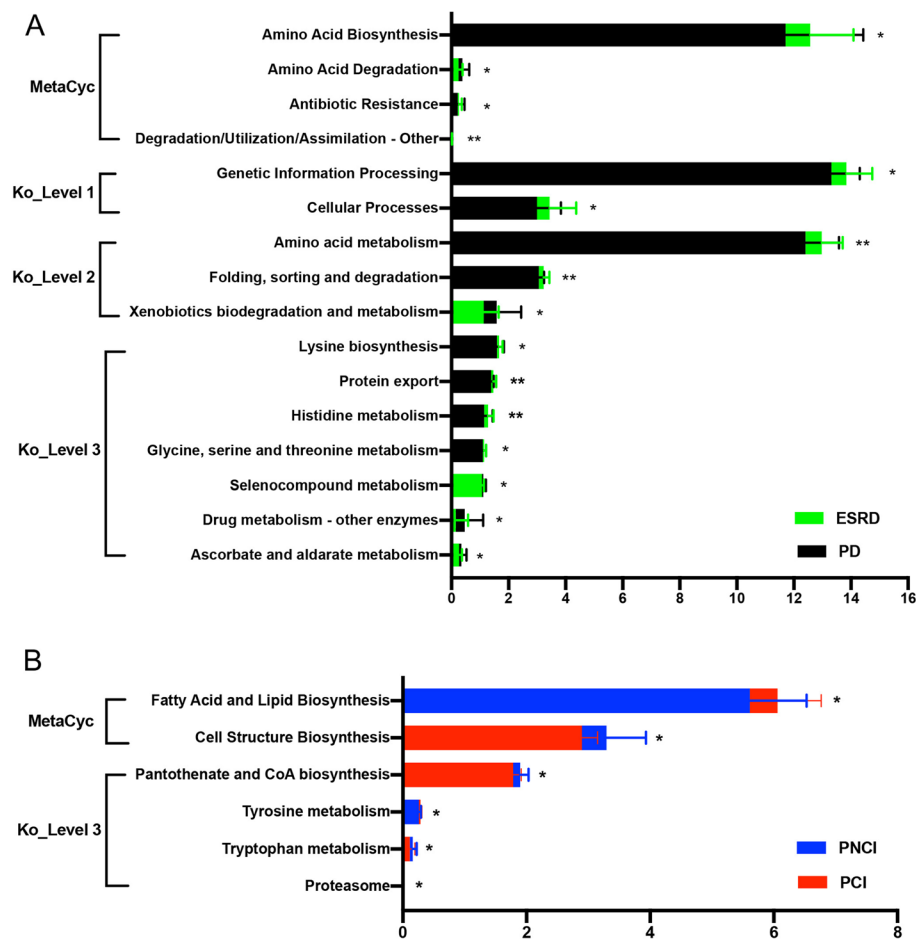 A
MetaCyc
Amino Acid Biosynthesis *
Amino Acid Degradation *
Antibiotic Resistance *
Degradation/Utilization/Assimilation - Other **
Ko_Level 1
Genetic Information Processing *
Cellular Processes *
Ko_Level 2
Amino acid metabolism **
Folding, sorting and degradation **
Xenobiotics biodegradation and metabolism *
Ko_Level 3
Lysine biosynthesis *
Protein export **
Histidine metabolism **
Glycine, serine and threonine metabolism *
Selenocompound metabolism *
Drug metabolism - other enzymes *
Ascorbate and aldarate metabolism *
ESRD
PD
0 2 4 6 8 10 12 14 16
B
MetaCyc
Fatty Acid and Lipid Biosynthesis *
Cell Structure Biosynthesis *
Ko_Level 3
Pantothenate and CoA biosynthesis *
Tyrosine metabolism *
Tryptophan metabolism *
Proteasome *
PNCI
PCI
0 2 4 6 8